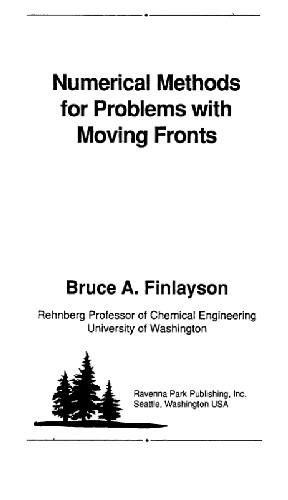 Numerical Methods
for Problems with
Moving Fronts
Bruce A. Finlayson
Rehnberg Professor of Chemical Engineering
University of Washington
Ravenna Park Publishing, Inc.
Seattle, Washington USA